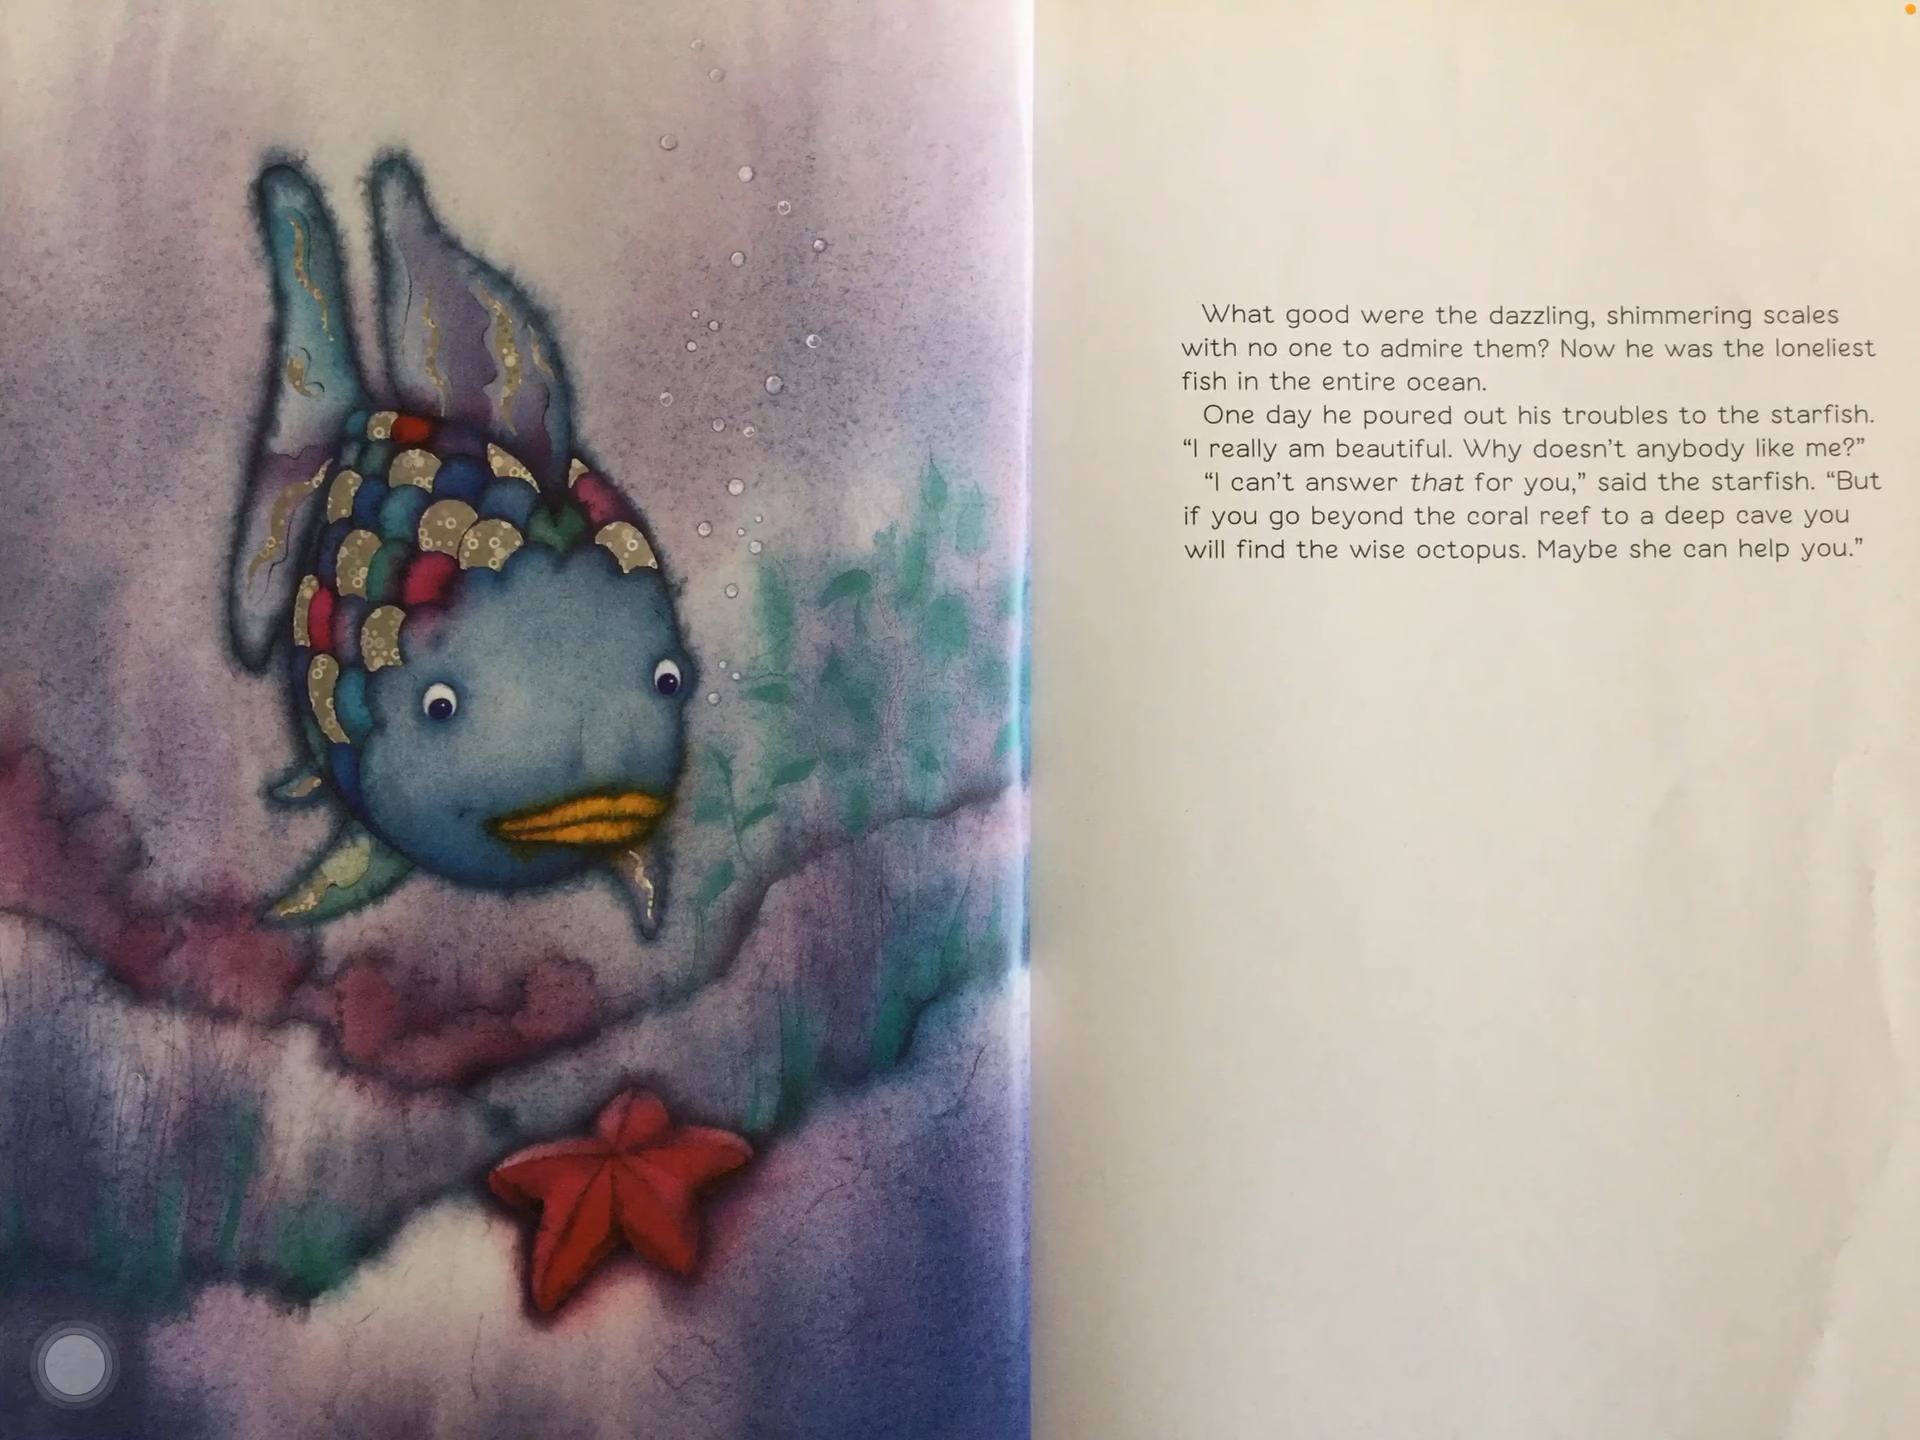 What good were the dazzling, shimmering scales
with no one to admire them? Now he was the loneliest
fish in the entire ocean.
One day he poured out his troubles to the starfish.
“I really am beautiful. Why doesn’t anybody like me?”
“I can’t answer that for you,” said the starfish. “But
if you go beyond the coral reef to a deep cave you
will find the wise octopus. Maybe she can help you.”